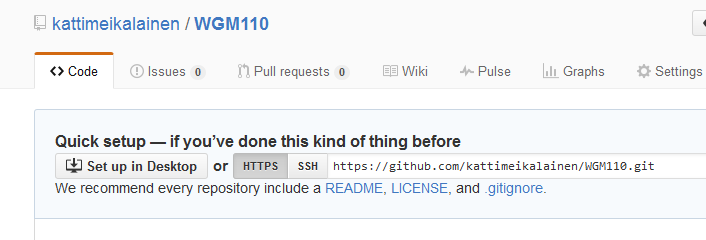 kattimeikalainen / WGM110
Code Issues 0 Pull requests 0 Wiki Pulse Graphs Settings
Quick setup — if you've done this kind of thing before
Set up in Desktop or HTTPS SSH https://github.com/kattimeikalainen/WGM110.git
We recommend every repository include a README, LICENSE, and .gitignore.